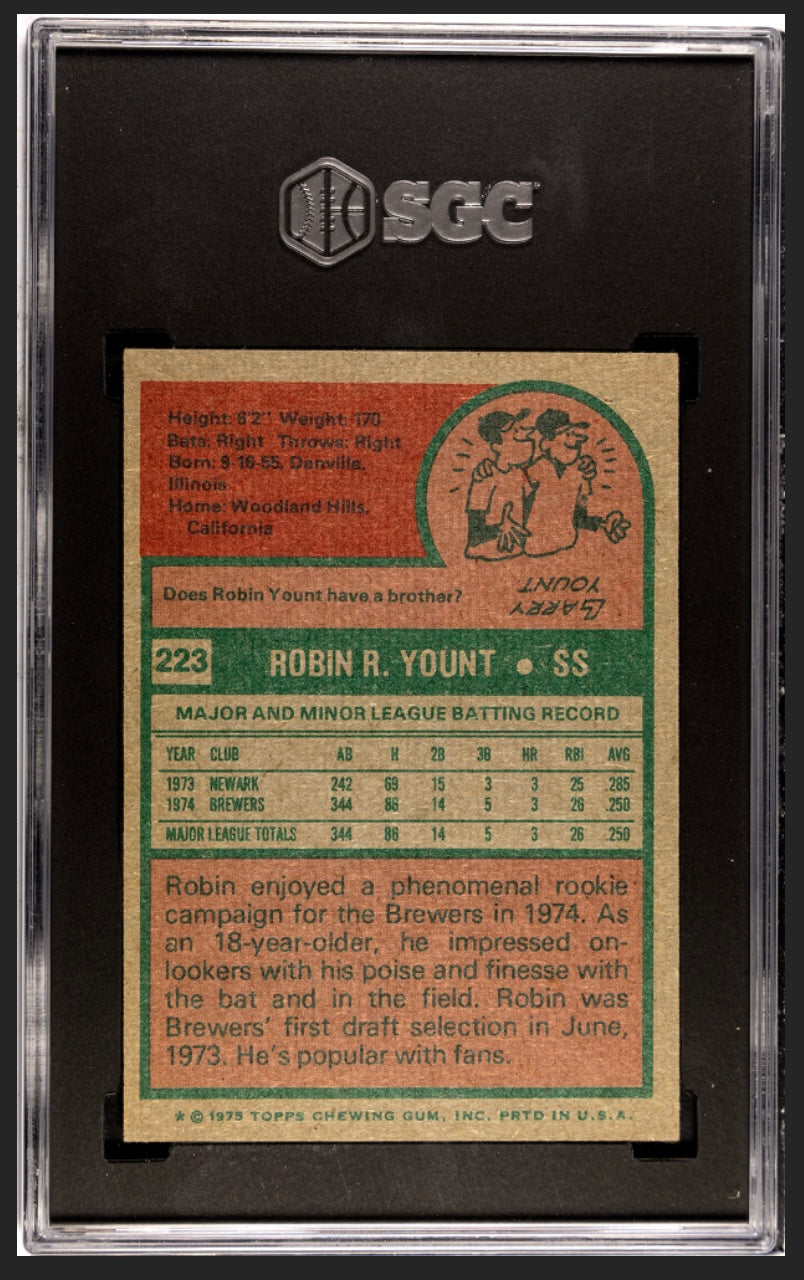 SGC
Height: 6'2" Weight: 170
Bats: Right Throws: Right
Born: 9-16-55, Danville,
Illinois
Home: Woodland Hills,
California
Does Robin Yount have a brother?
LARRY
YOUNT
223 ROBIN R. YOUNT • SS
MAJOR AND MINOR LEAGUE BATTING RECORD
YEAR CLUB AB H 2B 3B HR RBI AVG
1973 NEWARK 242 69 15 3 3 25 .285
1974 BREWERS 344 86 14 5 3 26 .250
MAJOR LEAGUE TOTALS 344 86 14 5 3 26 .250
Robin enjoyed a phenomenal rookie
campaign for the Brewers in 1974. As
an 18-year-older, he impressed on-
lookers with his poise and finesse with
the bat and in the field. Robin was
Brewers' first draft selection in June,
1973. He's popular with fans.
* © 1975 TOPPS CHEWING GUM, INC. PRTD IN U.S.A.